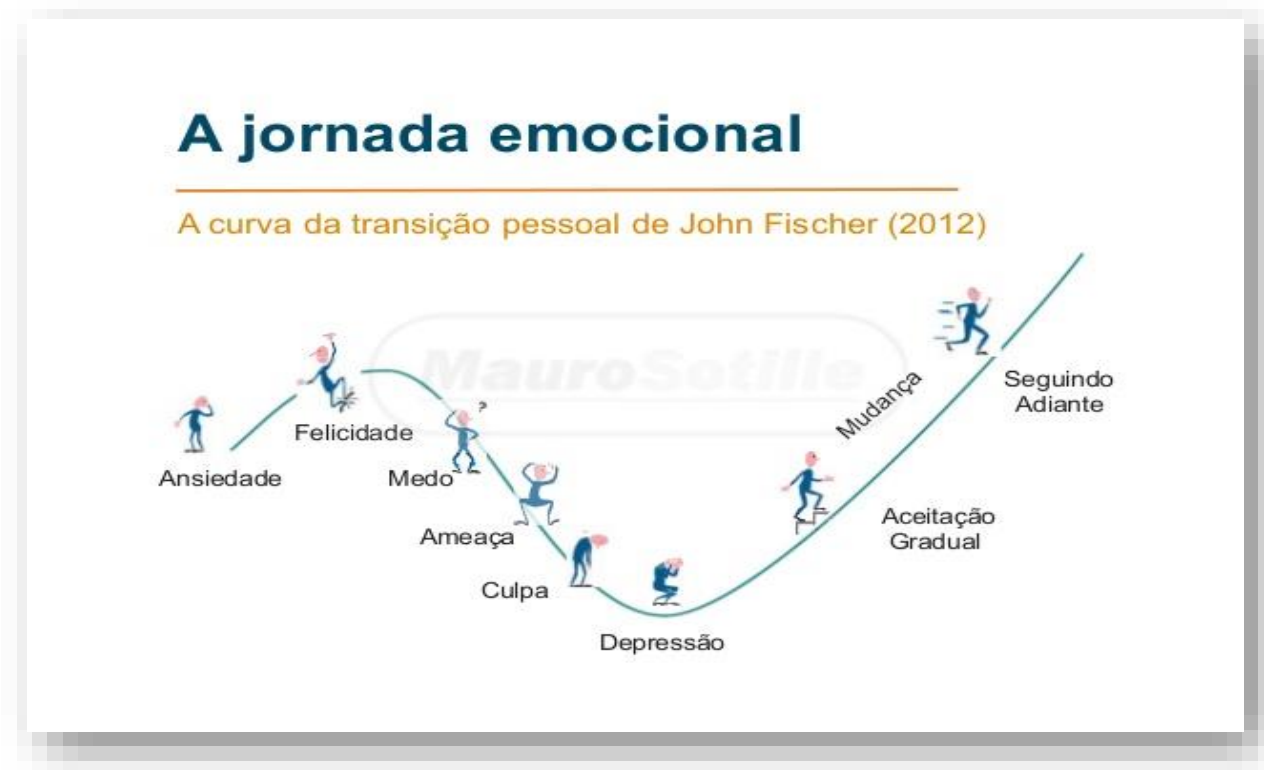 A jornada emocional
A curva da transição pessoal de John Fischer (2012)
MauroSotille
?
Ansiedade
Felicidade
Medo
Ameaça
Culpa
Depressão
Aceitação
Gradual
Mudança
Seguindo
Adiante